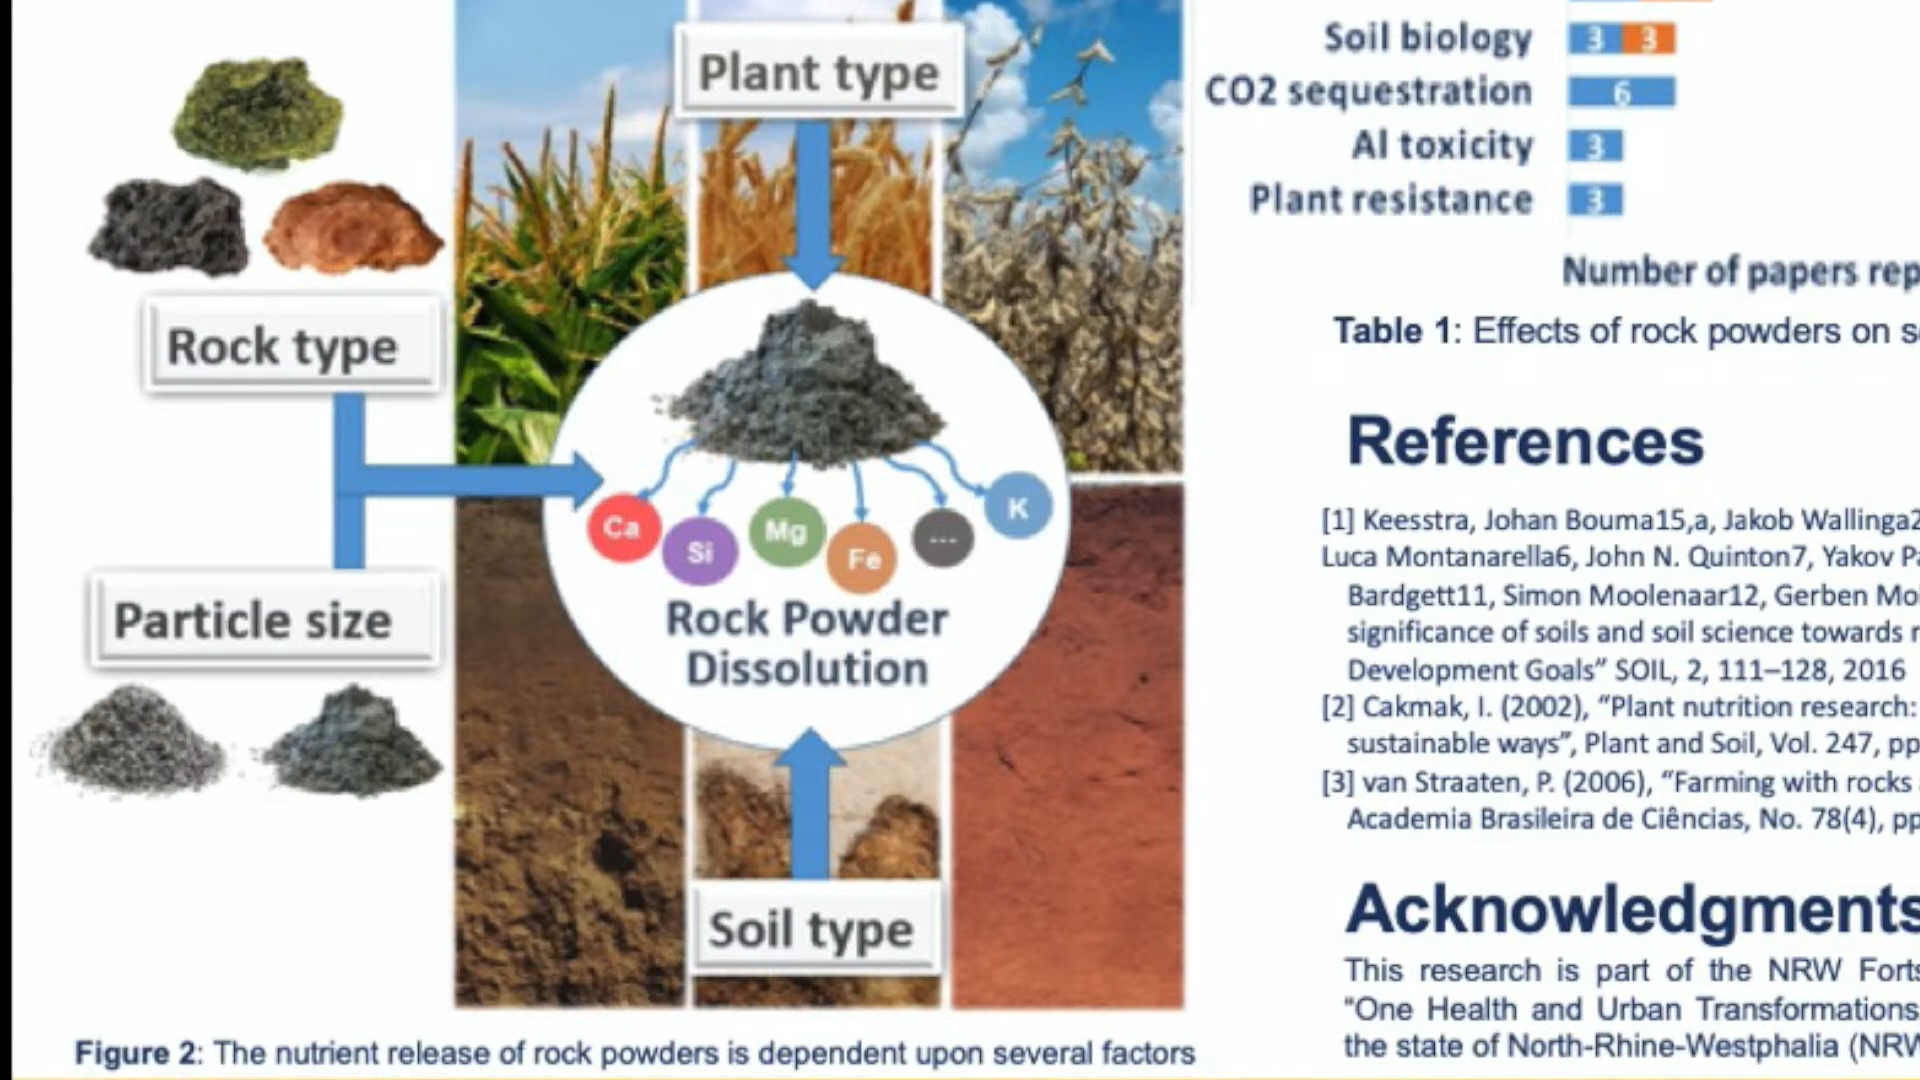 Plant type
Rock type
Particle size
Ca
Si
Mg
Fe
...
K
Rock Powder
Dissolution
Soil type
Figure 2: The nutrient release of rock powders is dependent upon several factors
Soil biology 3 3
CO2 sequestration 6
Al toxicity 3
Plant resistance 3
Number of papers rep
Table 1: Effects of rock powders on s
References
[1] Keesstra, Johan Bouma15,a, Jakob Wallinga2
Luca Montanarella6, John N. Quinton7, Yakov Pa
Bardgett11, Simon Moolenaar12, Gerben Mo
significance of soils and soil science towards
Development Goals” SOIL, 2, 111–128, 2016
[2] Cakmak, I. (2002), “Plant nutrition research:
sustainable ways”, Plant and Soil, Vol. 247, pp
[3] van Straaten, P. (2006), “Farming with rocks
Academia Brasileira de Ciências, No. 78(4), pp
Acknowledgments
This research is part of the NRW Forts
“One Health and Urban Transformations
the state of North-Rhine-Westphalia (NRW